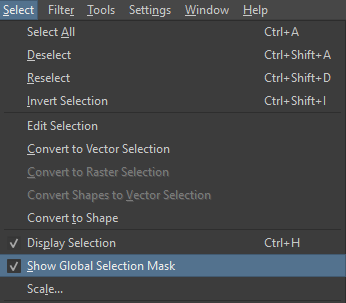 Select Filter Tools Settings Window Help
Select All Ctrl+A
Deselect Ctrl+Shift+A
Reselect Ctrl+Shift+D
Invert Selection Ctrl+Shift+I
Edit Selection
Convert to Vector Selection
Convert to Raster Selection
Convert Shapes to Vector Selection
Convert to Shape
Display Selection Ctrl+H
Show Global Selection Mask
Scale...